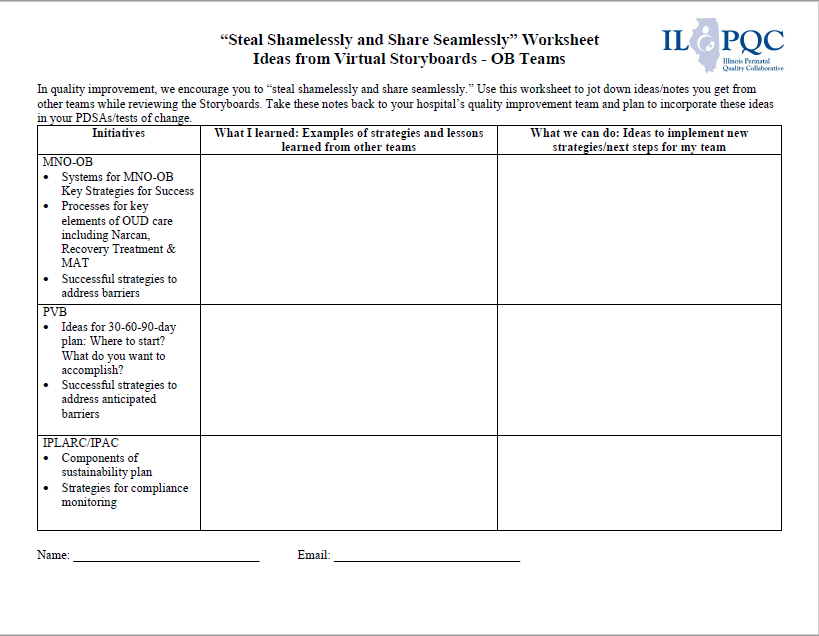 “Steal Shamelessly and Share Seamlessly” Worksheet
Ideas from Virtual Storyboards - OB Teams
IL PQC
Illinois Perinatal
Quality Collaborative
In quality improvement, we encourage you to “steal shamelessly and share seamlessly.” Use this worksheet to jot down ideas/notes you get from
other teams while reviewing the Storyboards. Take these notes back to your hospital’s quality improvement team and plan to incorporate these ideas
in your PDSAs/tests of change.
Initiatives
What I learned: Examples of strategies and lessons
learned from other teams
What we can do: Ideas to implement new
strategies/next steps for my team
MNO-OB
• Systems for MNO-OB
Key Strategies for Success
• Processes for key
elements of OUD care
including Narcan,
Recovery Treatment &
MAT
• Successful strategies to
address barriers
PVB
• Ideas for 30-60-90-day
plan: Where to start?
What do you want to
accomplish?
• Successful strategies to
address anticipated
barriers
IPLARC/IPAC
• Components of
sustainability plan
• Strategies for compliance
monitoring
Name: ______________________________ Email: ______________________________